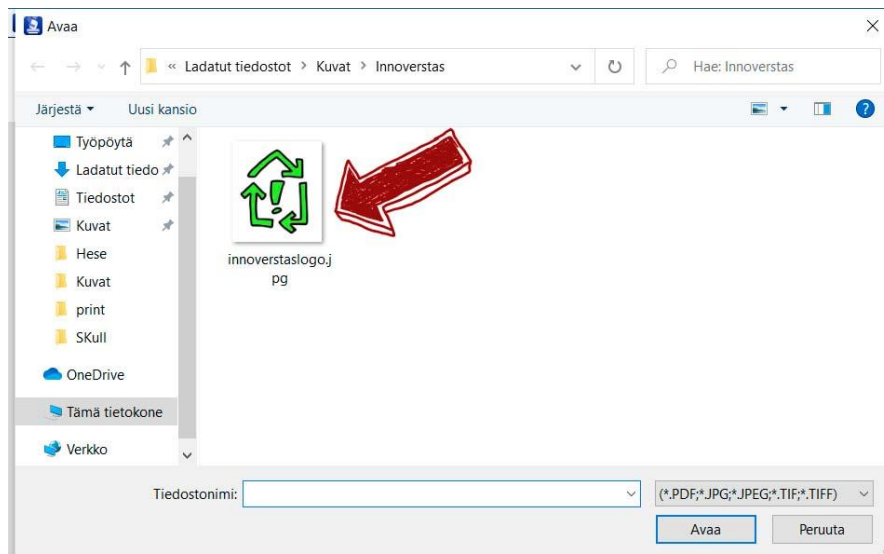 Avaa
« Ladatut tiedostot > Kuvat > Innoverstas
Hae: Innoverstas
Järjestä
Uusi kansio
Työpöytä
Ladatut tiedo
Tiedostot
Kuvat
Hese
Kuvat
print
SKull
OneDrive
Tämä tietokone
Verkko
innoverstaslogo.j
pg
Tiedostonimi:
(*.PDF;*.JPG;*.JPEG;*.TIF;*.TIFF)
Avaa
Peruuta